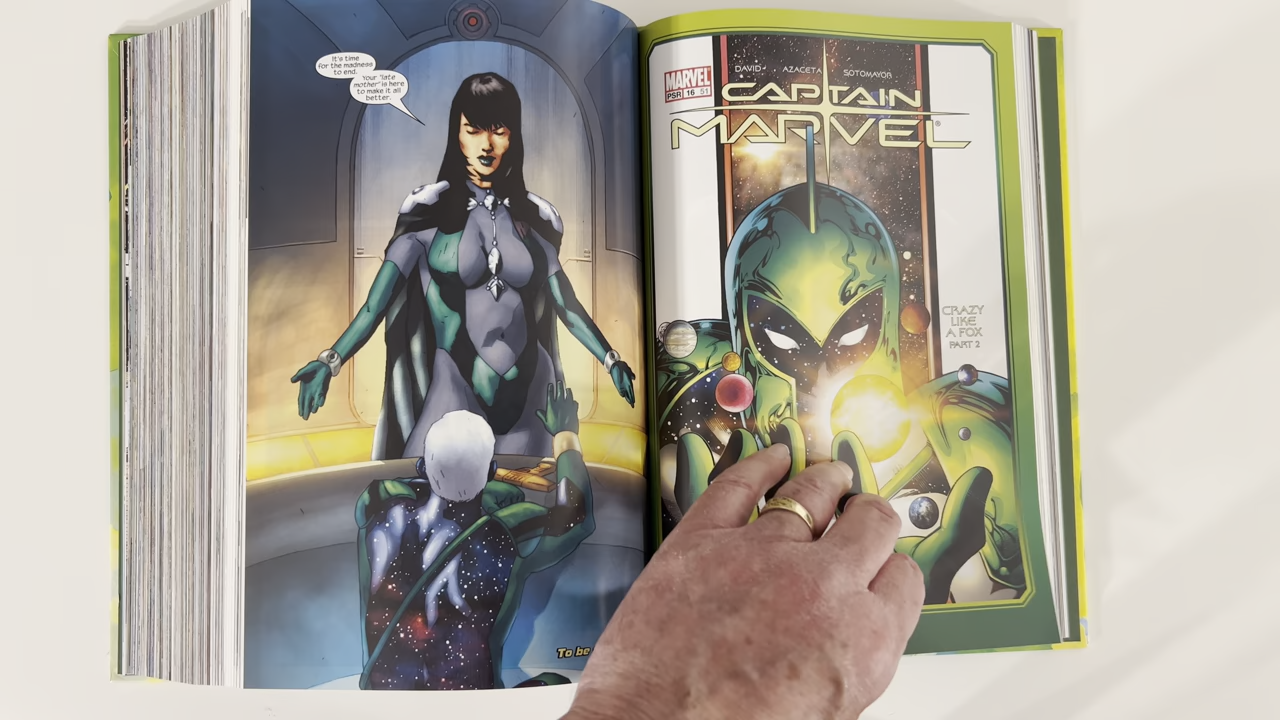 It's time
for the madness
to end.
Your "late
mother" is here
to make it all
better.
To be
MARVEL
PSR 16 51
DAVID AZACETA SOTOMAYOR
CAPTAIN
MARVEL®
CRAZY
LIKE
A FOX
PART 2